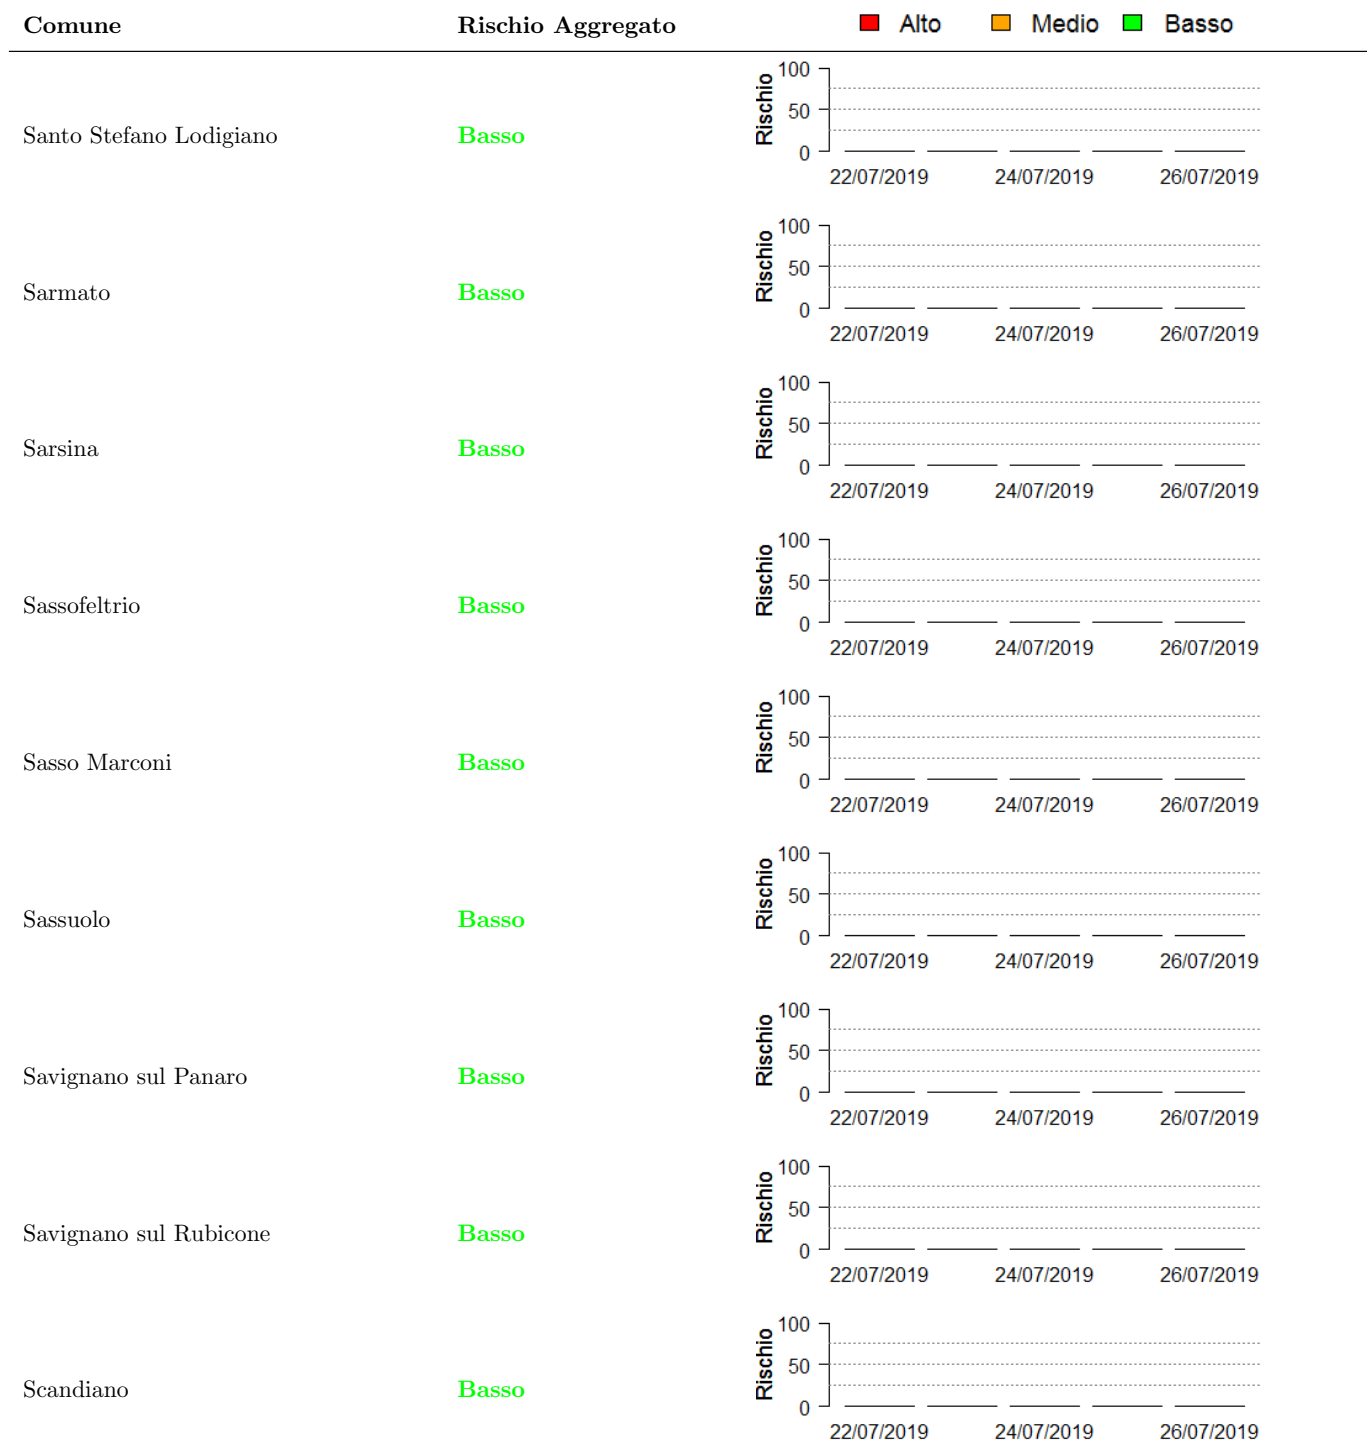 Comune Rischio Aggregato Alto Medio Basso
100
50
0
Rischio
Santo Stefano Lodigiano Basso
22/07/2019 24/07/2019 26/07/2019
100
50
0
Rischio
Sarmato Basso
22/07/2019 24/07/2019 26/07/2019
100
50
0
Rischio
Sarsina Basso
22/07/2019 24/07/2019 26/07/2019
100
50
0
Rischio
Sassofeltrio Basso
22/07/2019 24/07/2019 26/07/2019
100
50
0
Rischio
Sasso Marconi Basso
22/07/2019 24/07/2019 26/07/2019
100
50
0
Rischio
Sassuolo Basso
22/07/2019 24/07/2019 26/07/2019
100
50
0
Rischio
Savignano sul Panaro Basso
22/07/2019 24/07/2019 26/07/2019
100
50
0
Rischio
Savignano sul Rubicone Basso
22/07/2019 24/07/2019 26/07/2019
100
50
0
Rischio
Scandiano Basso
22/07/2019 24/07/2019 26/07/2019